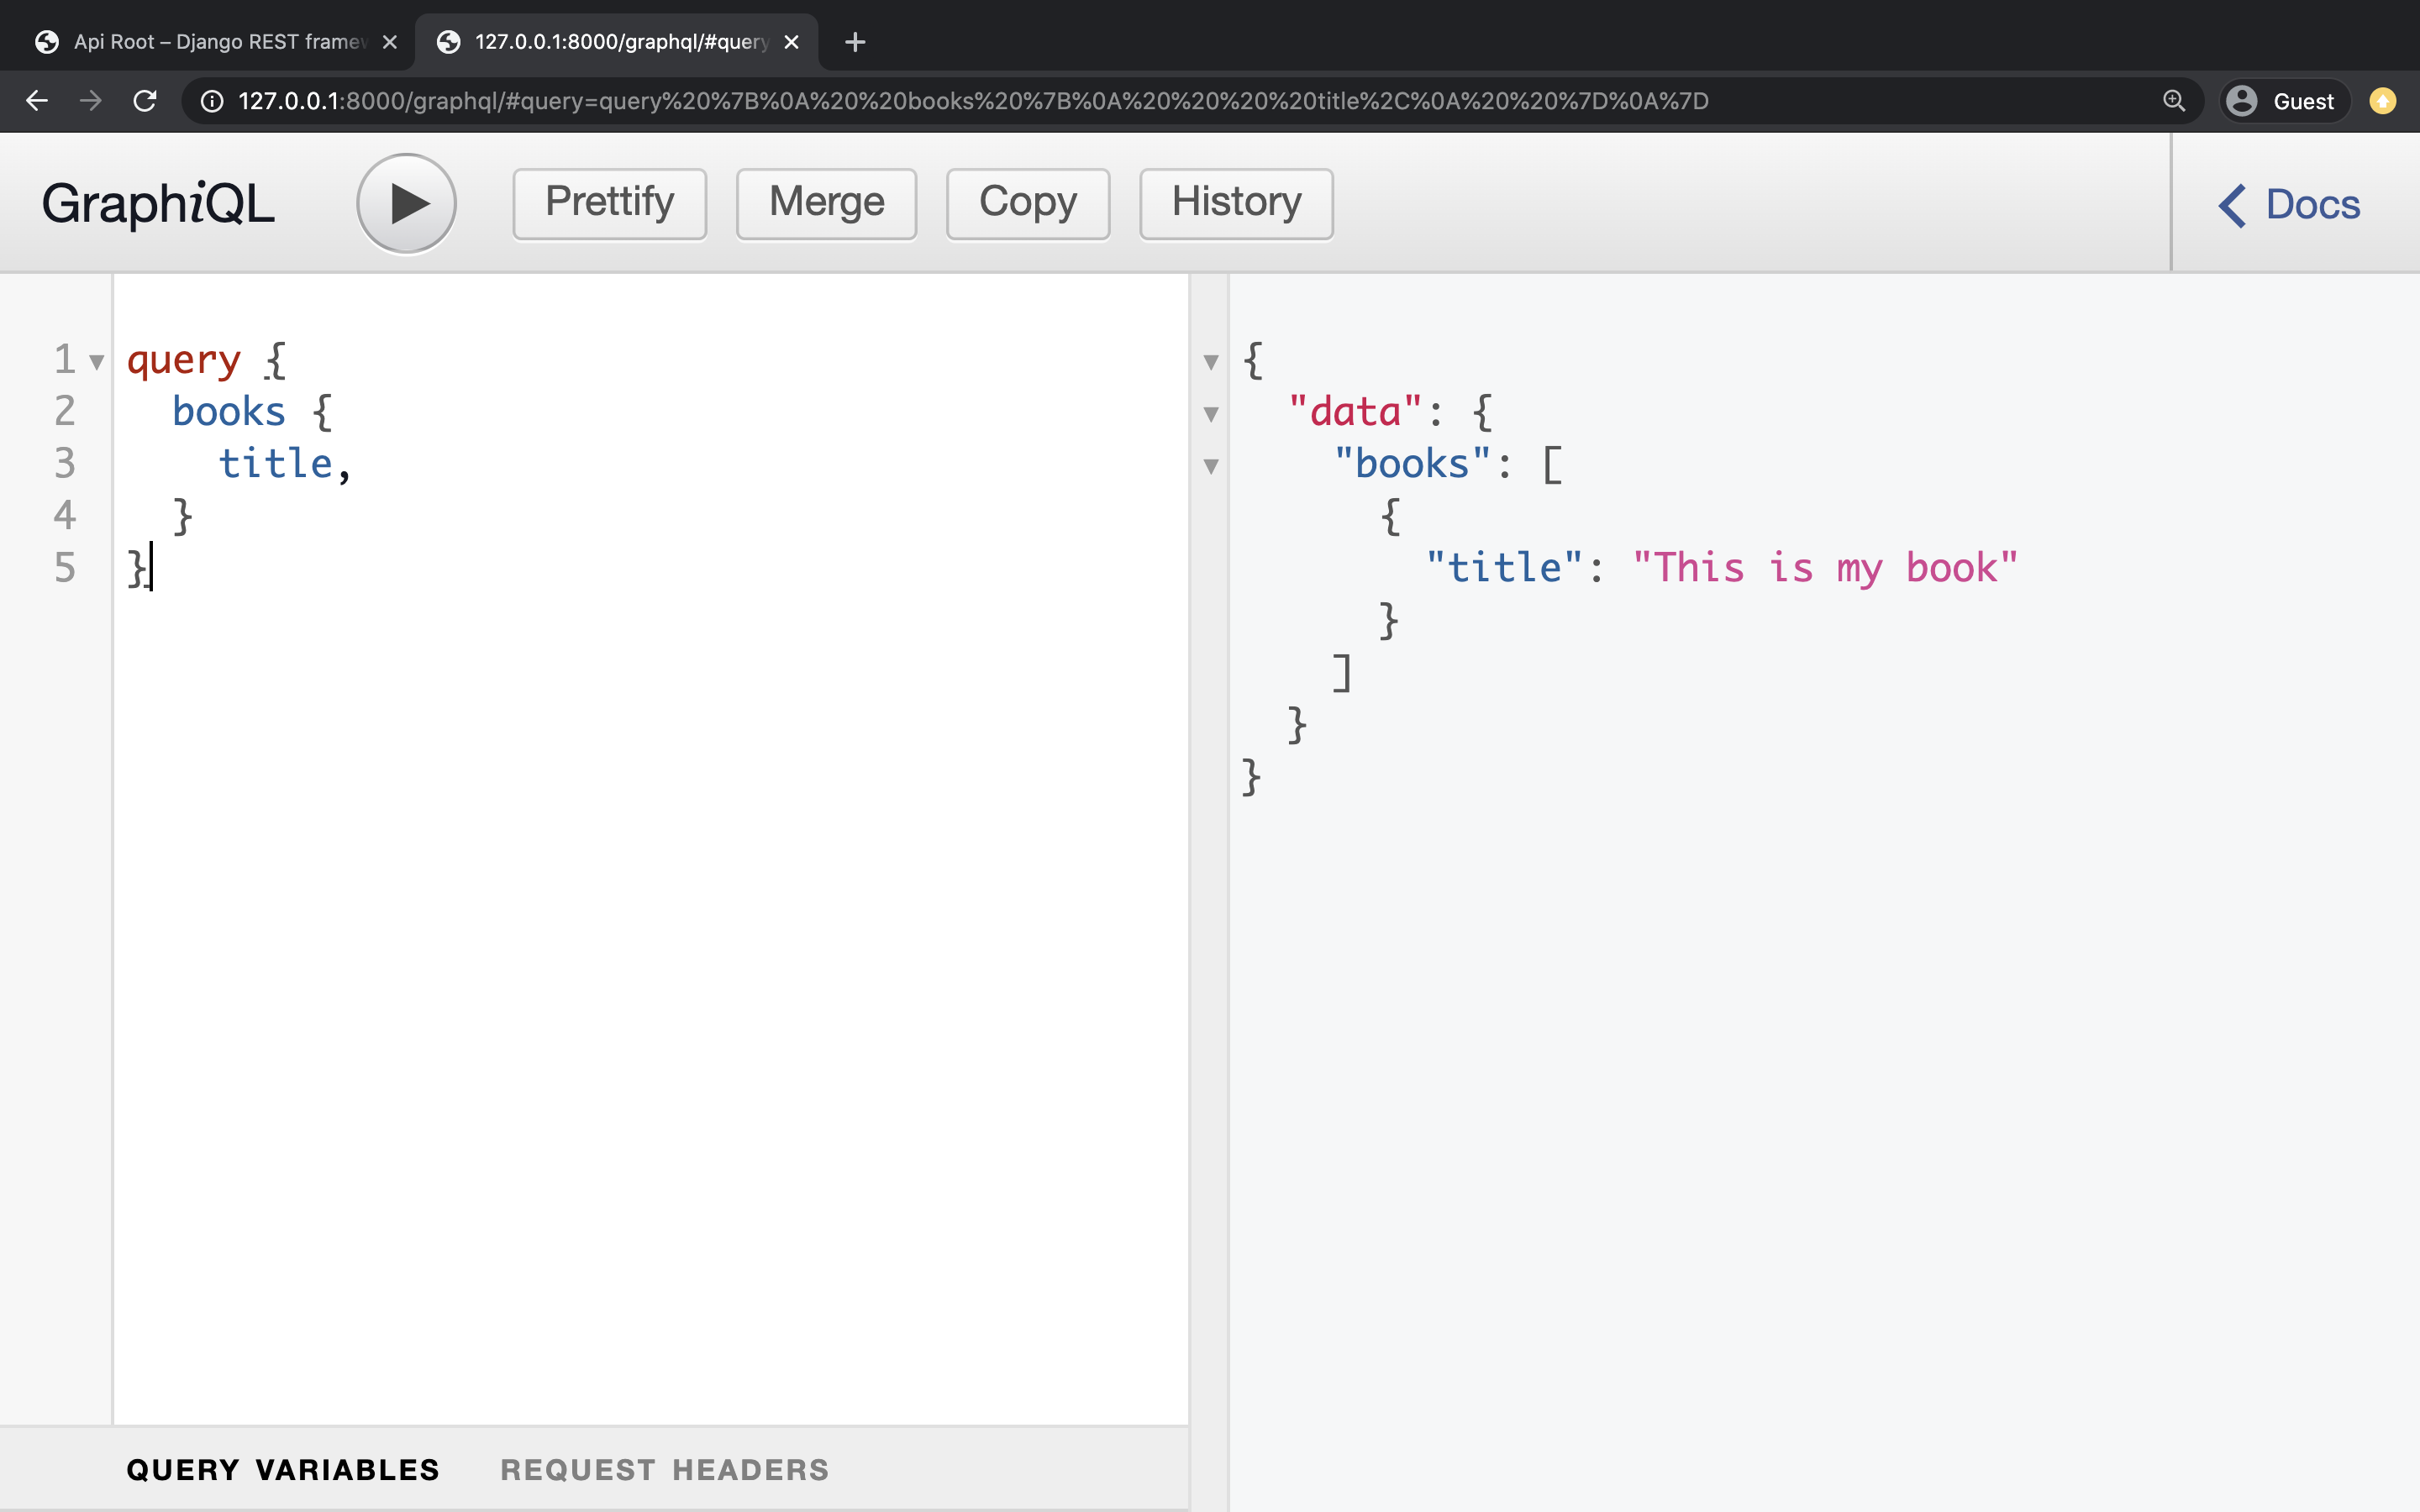 Api Root – Django REST framew
127.0.0.1:8000/graphql/#query
127.0.0.1:8000/graphql/#query=query%20%7B%0A%20%20books%20%7B%0A%20%20%20%20title%2C%0A%20%20%7D%0A%7D
Guest
GraphiQL
Prettify
Merge
Copy
History
Docs
1 query {
2 books {
3 title,
4 }
5 }
{
"data": {
"books": [
{
"title": "This is my book"
}
]
}
}
QUERY VARIABLES
REQUEST HEADERS